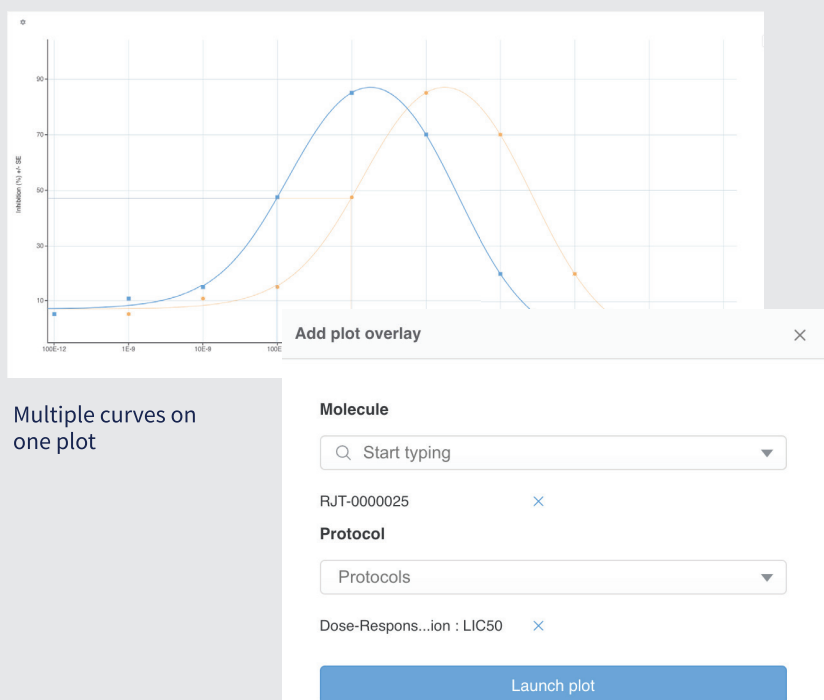 90
70
50
30
10
Inhibition (%) +/- SE
100E-12 1E-9 10E-9 100E
Multiple curves on
one plot
Add plot overlay
Molecule
Start typing
RJT-0000025
Protocol
Protocols
Dose-Respons...ion : LIC50
Launch plot